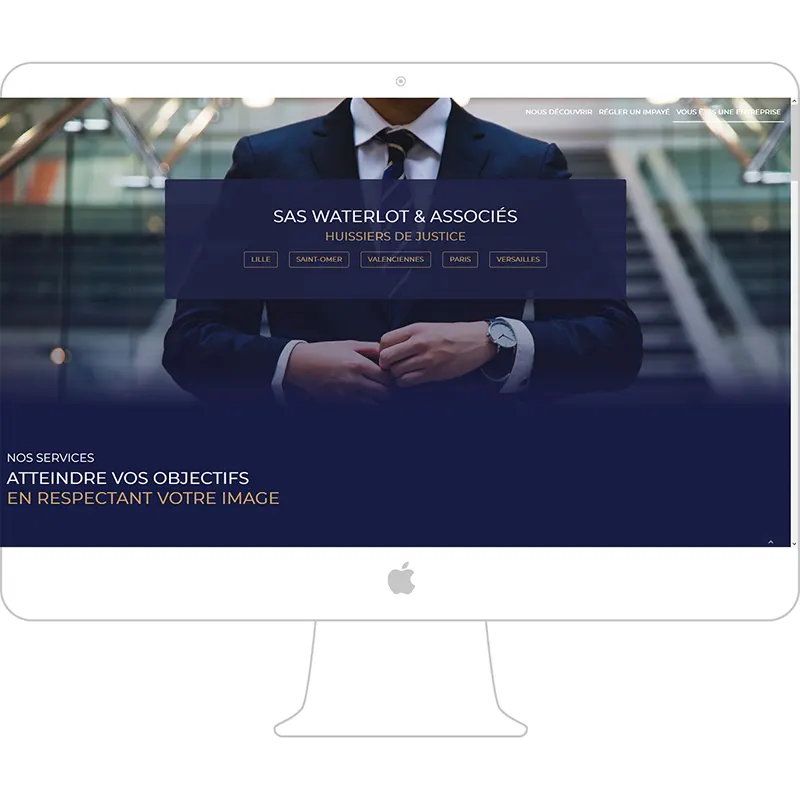 NOUS DÉCOUVRIR RÉGLER UN IMPAYÉ VOUS ÊTES UNE ENTREPRISE
SAS WATERLOT & ASSOCIÉS
HUISSIERS DE JUSTICE
LILLE SAINT-OMER VALENCIENNES PARIS VERSAILLES
NOS SERVICES
ATTEINDRE VOS OBJECTIFS
EN RESPECTANT VOTRE IMAGE